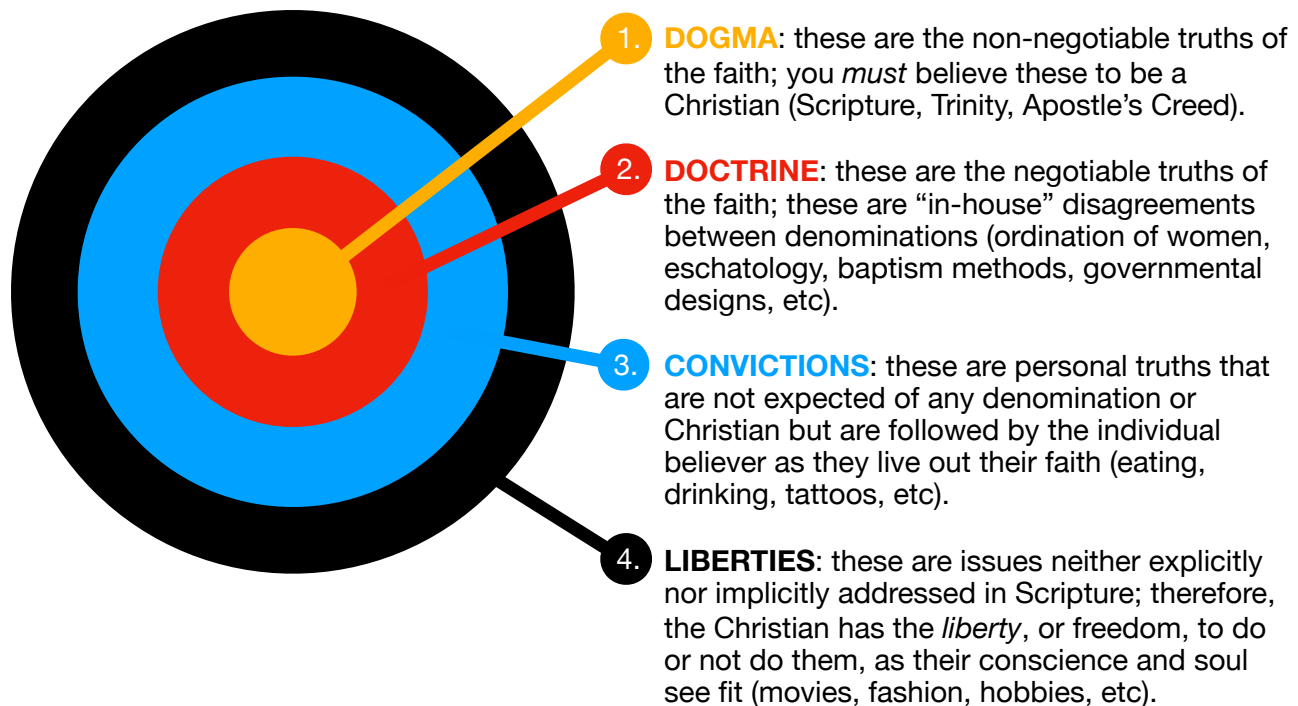 1. DOGMA: these are the non-negotiable truths of
the faith; you must believe these to be a
Christian (Scripture, Trinity, Apostle’s Creed).
2. DOCTRINE: these are the negotiable truths of
the faith; these are “in-house” disagreements
between denominations (ordination of women,
eschatology, baptism methods, governmental
designs, etc).
3. CONVICTIONS: these are personal truths that
are not expected of any denomination or
Christian but are followed by the individual
believer as they live out their faith (eating,
drinking, tattoos, etc).
4. LIBERTIES: these are issues neither explicitly
nor implicitly addressed in Scripture; therefore,
the Christian has the liberty, or freedom, to do
or not do them, as their conscience and soul
see fit (movies, fashion, hobbies, etc).